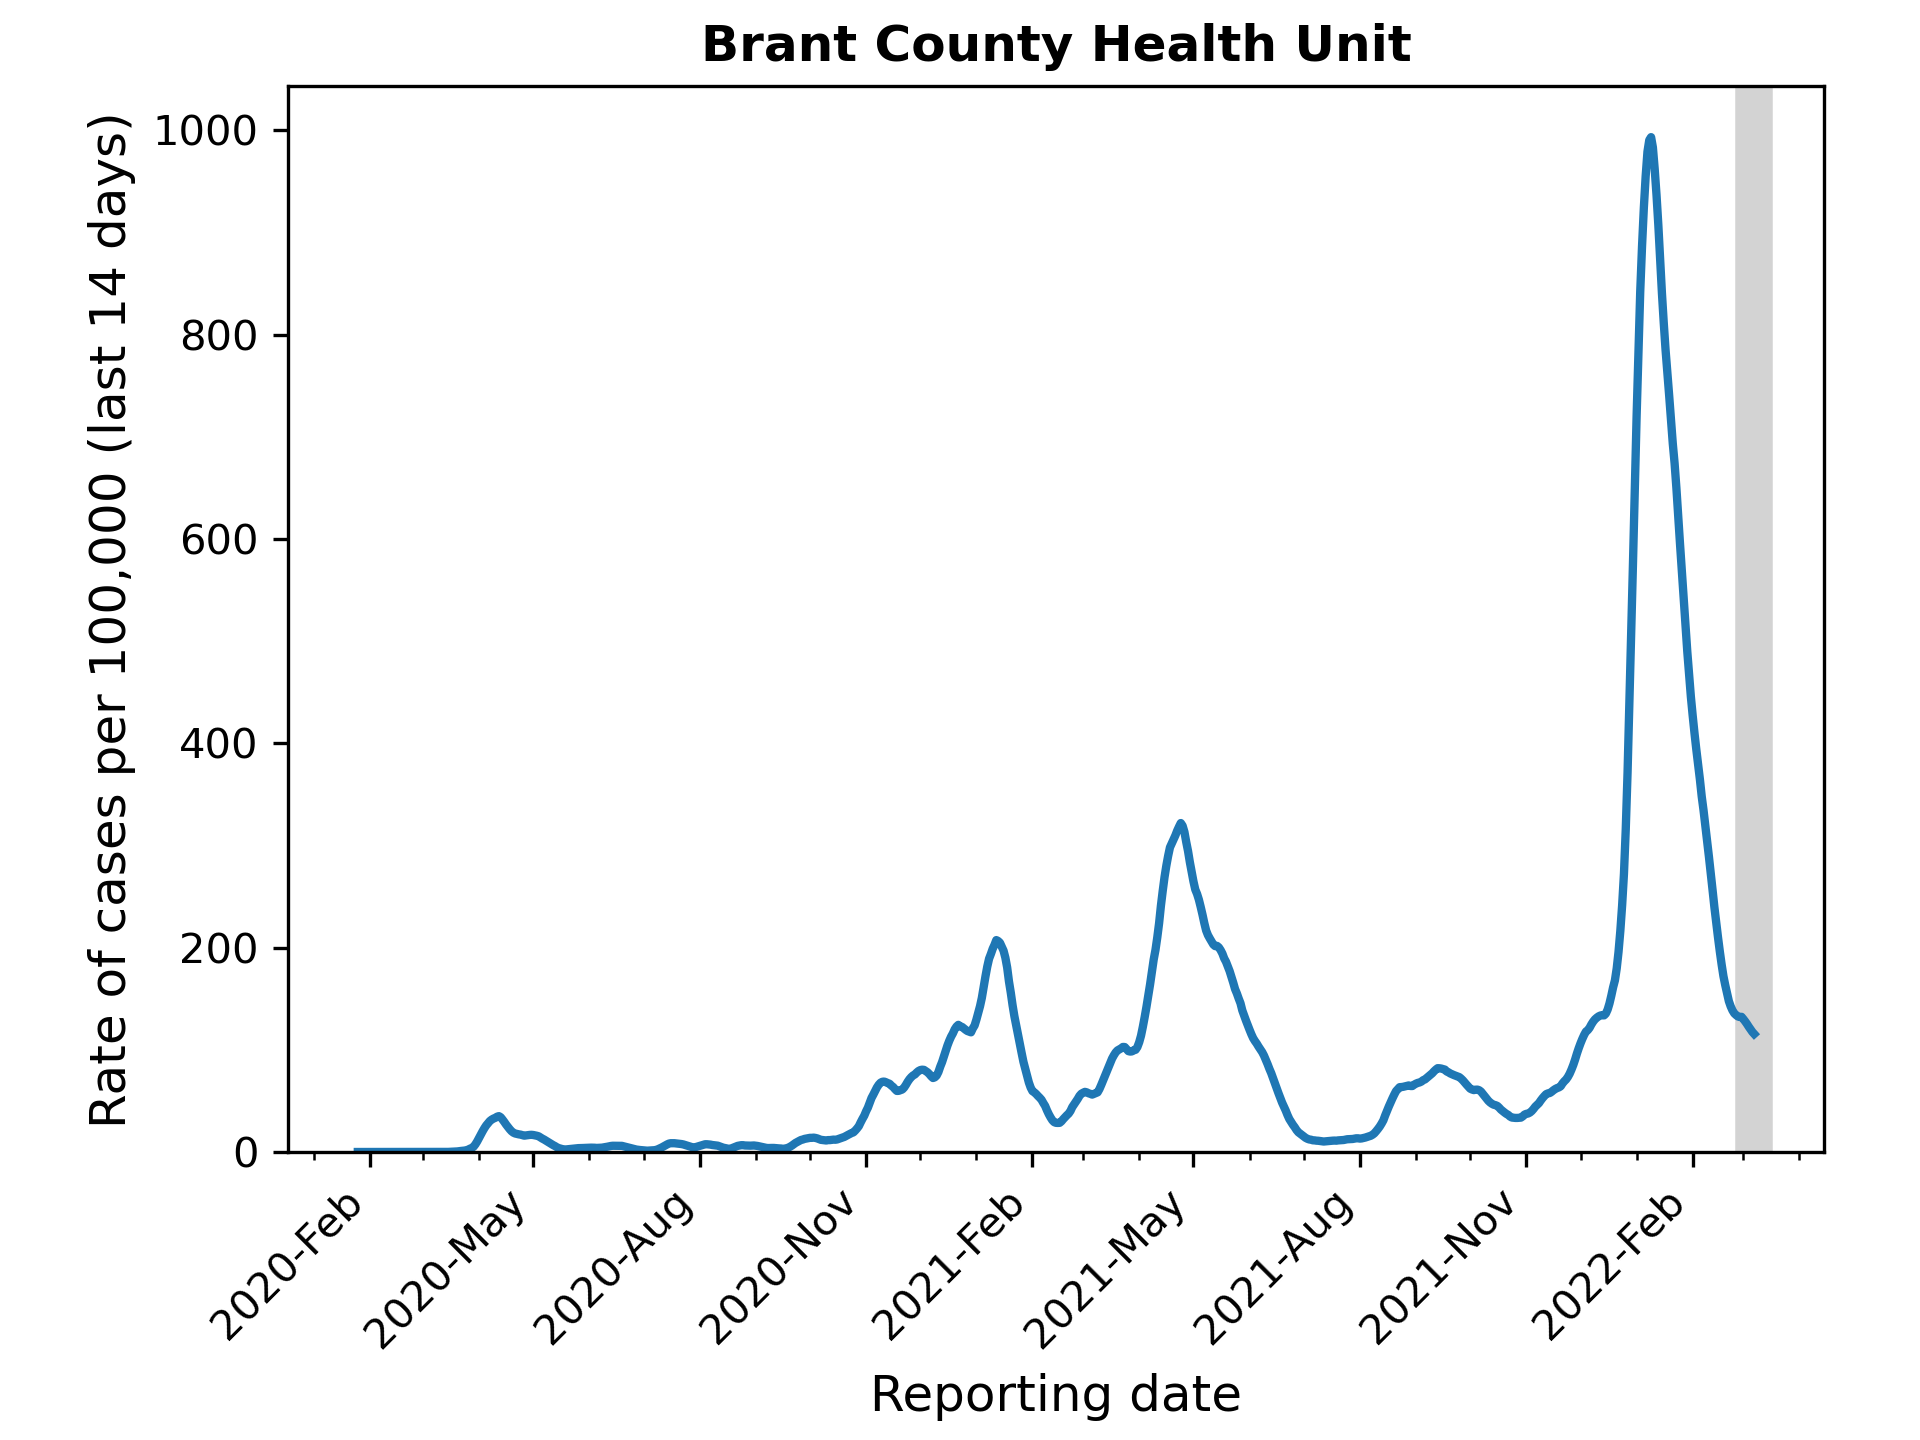 Brant County Health Unit
Rate of cases per 100,000 (last 14 days)
1000
800
600
400
200
0
2020-Feb
2020-May
2020-Aug
2020-Nov
2021-Feb
2021-May
2021-Aug
2021-Nov
2022-Feb
Reporting date